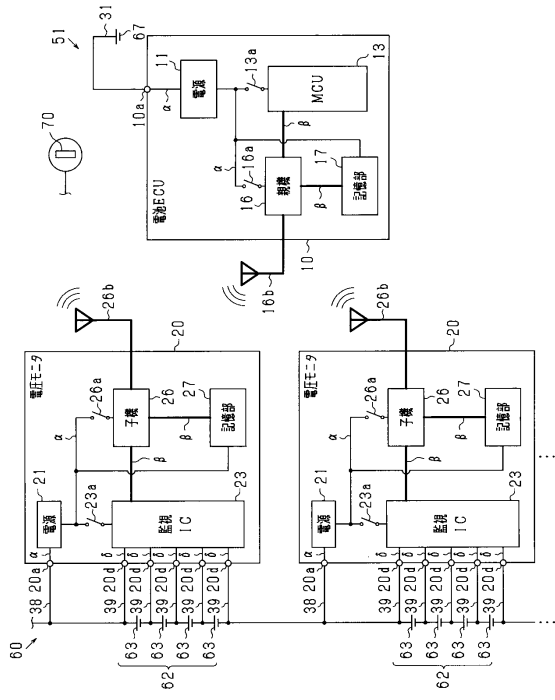 31
67
51
10a
α
11
電源
13a
MCU
13
70
電池ECU
α
16a
β
16
親機
17
記憶部
β
10
16b
26b
20
電圧モニタ
26a
α
子機
26
27
記憶部
β
β
21
電源
23a
23
監視IC
α
δ
δ
δ
δ
δ
20a
20d
20d
20d
20d
20d
38
39
39
39
39
39
63
63
63
63
62
60
26b
20
電圧モニタ
26a
α
子機
26
27
記憶部
β
β
21
電源
23a
23
監視IC
α
δ
δ
δ
δ
δ
20a
20d
20d
20d
20d
20d
38
39
39
39
39
39
63
63
63
63
62